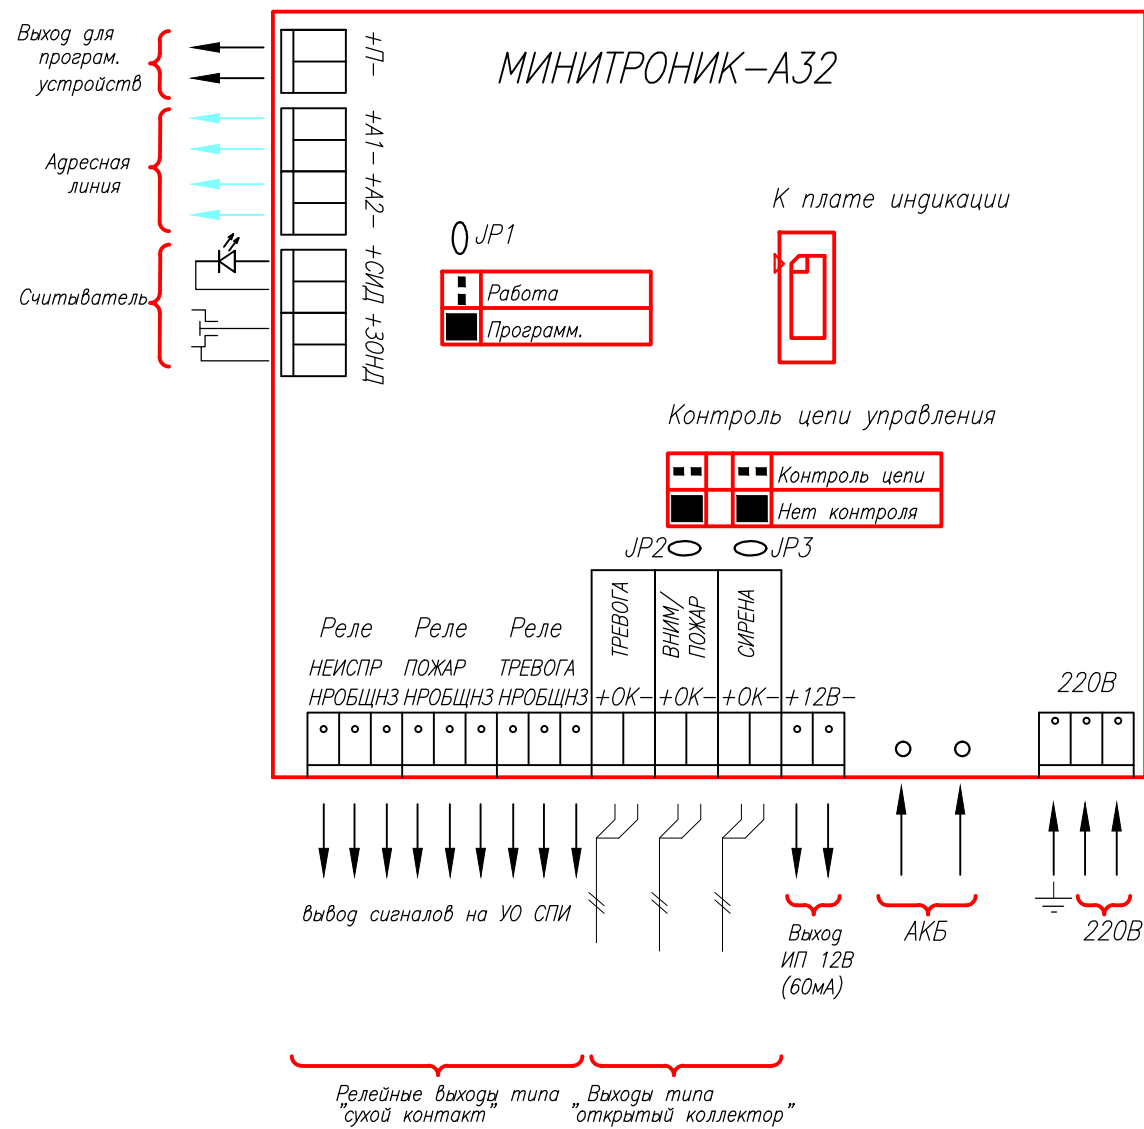 МИНИТРОНИК-А32
Выход для
програм.
устройств
+П-
Адресная
линия
+А1- +А2-
Считыватель
+СИД +ЗОНД
JP1
Работа
Программ.
К плате индикации
Контроль цепи управления
Контроль цепи
Нет контроля
JP2
JP3
ТРЕВОГА
ВНИМ/
ПОЖАР
СИРЕНА
Реле Реле Реле
НЕИСПР ПОЖАР ТРЕВОГА
НРОБЩНЗ НРОБЩНЗ НРОБЩНЗ +ОК- +ОК- +ОК- +12В-
220В
вывод сигналов на УО СПИ
Выход
ИП 12В
(60мА)
АКБ
220В
Релейные выходы типа
"сухой контакт"
Выходы типа
"открытый коллектор"